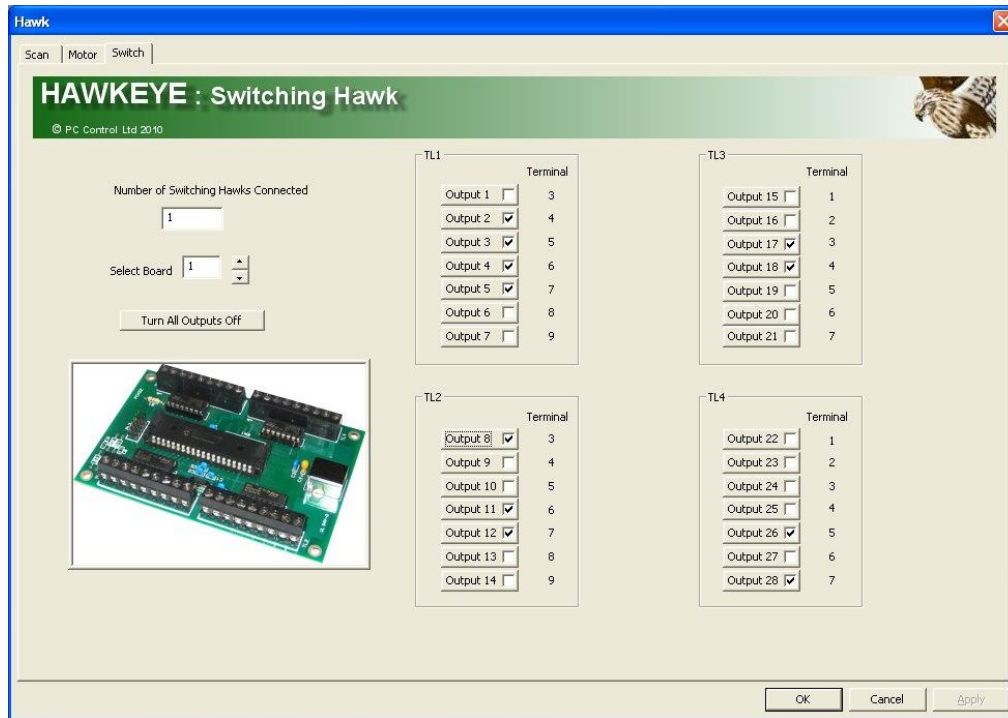 Hawk
Scan Motor Switch
HAWKEYE : Switching Hawk
© PC Control Ltd 2010
Number of Switching Hawks Connected
1
Select Board 1
Turn All Outputs Off
TL1
Terminal
Output 1 3
Output 2 4
Output 3 5
Output 4 6
Output 5 7
Output 6 8
Output 7 9
TL2
Terminal
Output 8 3
Output 9 4
Output 10 5
Output 11 6
Output 12 7
Output 13 8
Output 14 9
TL3
Terminal
Output 15 1
Output 16 2
Output 17 3
Output 18 4
Output 19 5
Output 20 6
Output 21 7
TL4
Terminal
Output 22 1
Output 23 2
Output 24 3
Output 25 4
Output 26 5
Output 27 6
Output 28 7
OK Cancel Apply